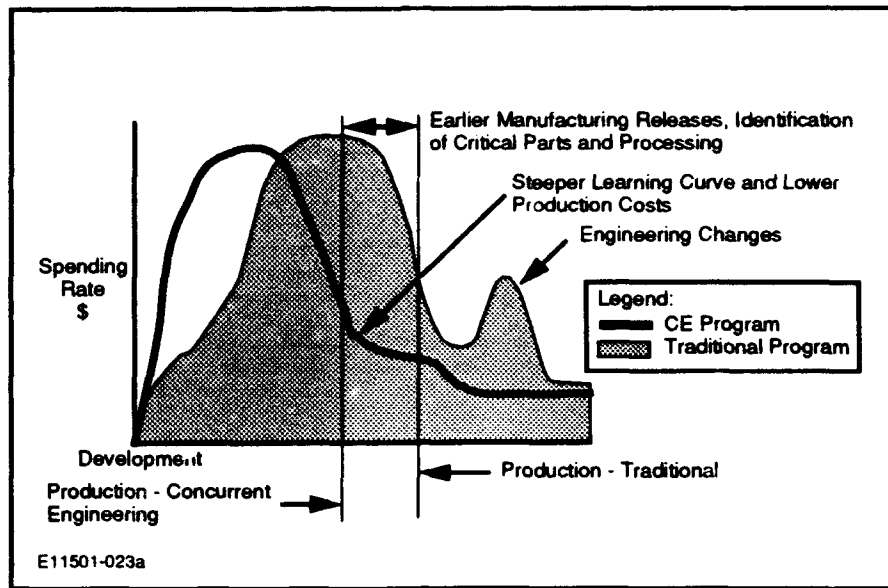 Earlier Manufacturing Releases, Identification
of Critical Parts and Processing
Steeper Learning Curve and Lower
Production Costs
Engineering Changes
Spending
Rate
$
Legend:
CE Program
Traditional Program
Development
Production - Traditional
Production - Concurrent
Engineering
E11501-023a